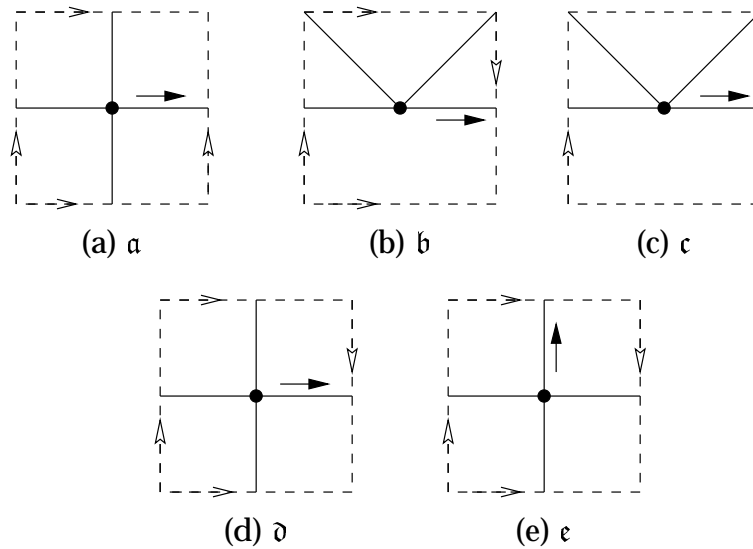 (a) 𝔞
(b) 𝔟
(c) 𝔠
(d) 𝔡
(e) 𝔢